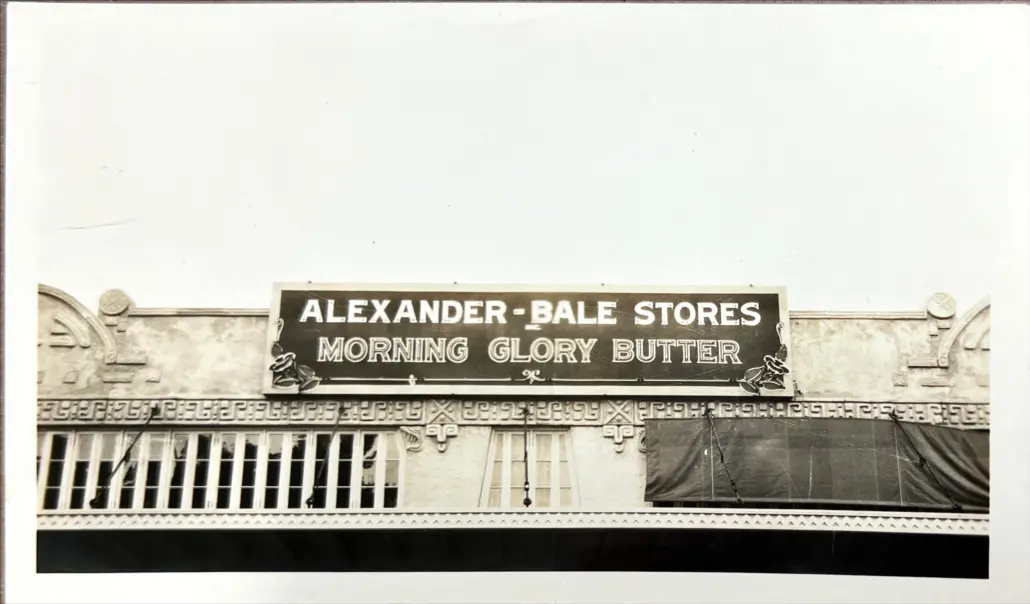 ALEXANDER-BALE STORES
MORNING GLORY BUTTER